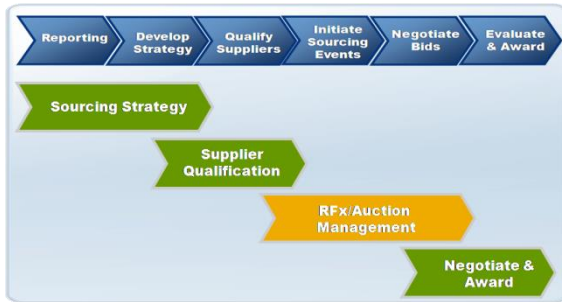 Reporting
Develop
Strategy
Qualify
Suppliers
Initiate
Sourcing
Events
Negotiate
Bids
Evaluate
& Award
Sourcing Strategy
Supplier
Qualification
RFx/Auction
Management
Negotiate &
Award